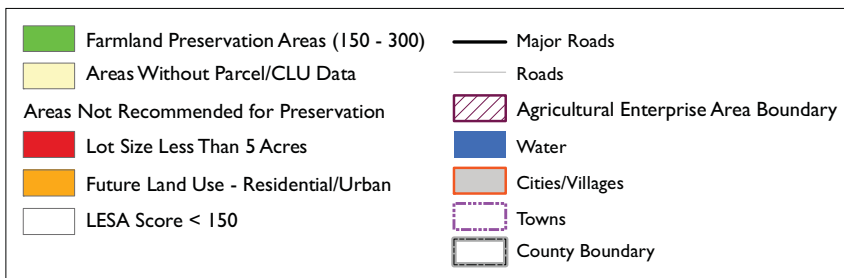 Farmland Preservation Areas (150 - 300)
Areas Without Parcel/CLU Data
Areas Not Recommended for Preservation
Lot Size Less Than 5 Acres
Future Land Use - Residential/Urban
LESA Score < 150
Major Roads
Roads
Agricultural Enterprise Area Boundary
Water
Cities/Villages
Towns
County Boundary